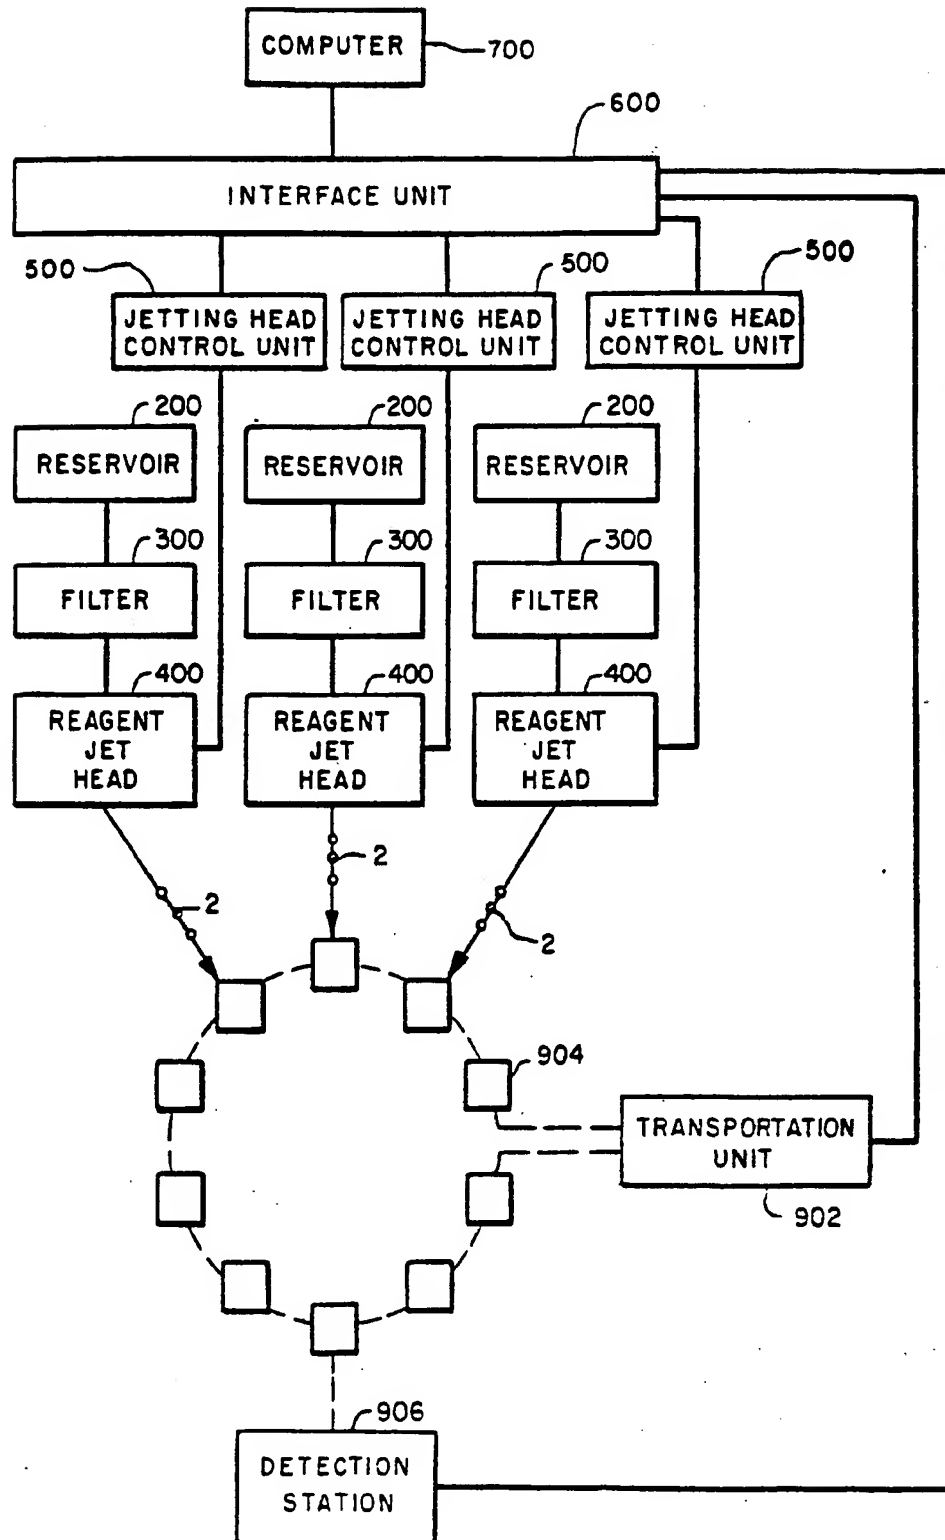 COMPUTER
700
600
INTERFACE UNIT
500
500
500
JETTING HEAD
CONTROL UNIT
JETTING HEAD
CONTROL UNIT
JETTING HEAD
CONTROL UNIT
200
200
200
RESERVOIR
RESERVOIR
RESERVOIR
300
300
300
FILTER
FILTER
FILTER
400
400
400
REAGENT
JET
HEAD
REAGENT
JET
HEAD
REAGENT
JET
HEAD
2
2
2
904
TRANSPORTATION
UNIT
902
906
DETECTION
STATION